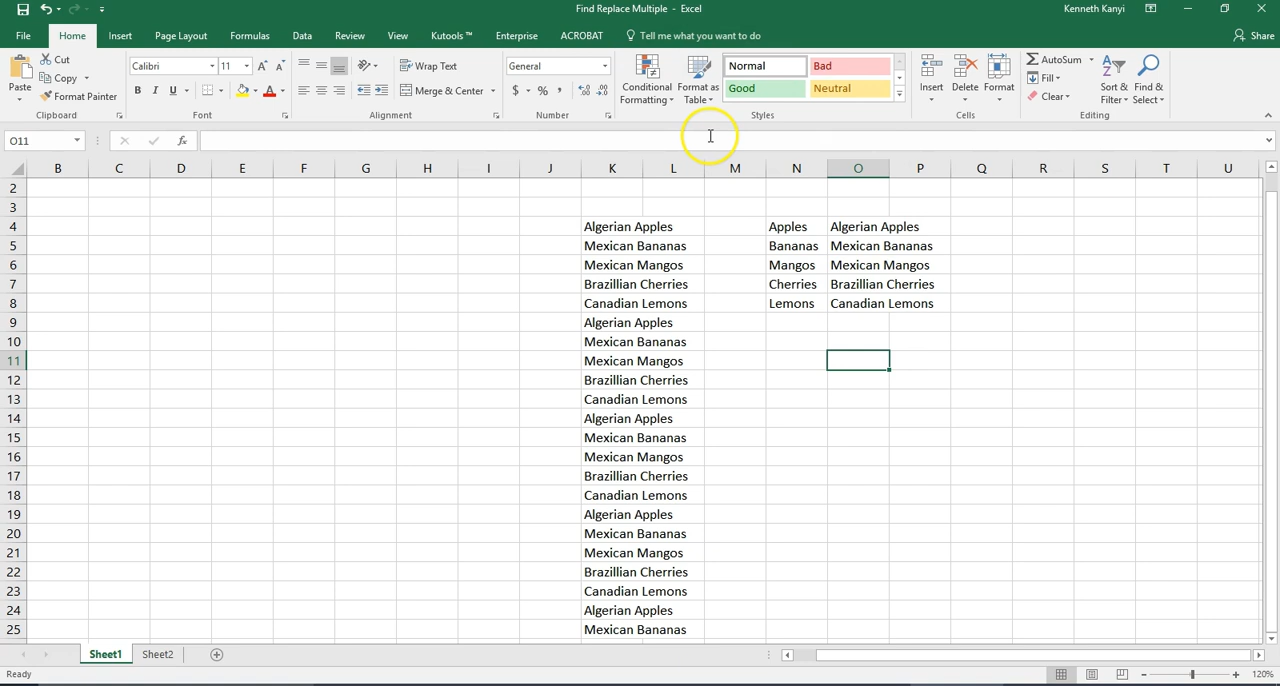 Find Replace Multiple - Excel
Kenneth Kanyi
File Home Insert Page Layout Formulas Data Review View Kutools ™ Enterprise ACROBAT Tell me what you want to do Share
Paste
Cut
Copy
Format Painter
Clipboard
Calibri 11
B I U
Font
Wrap Text
Merge & Center
Alignment
General
$ % ,
Number
Conditional Formatting
Format as Table
Normal Bad
Good Neutral
Styles
Insert Delete Format
Cells
AutoSum
Fill
Clear
Sort & Filter
Find & Select
Editing
O11 fx
B C D E F G H I J K L M N O P Q R S T U
2
3
4 Algerian Apples Apples Algerian Apples
5 Mexican Bananas Bananas Mexican Bananas
6 Mexican Mangos Mangos Mexican Mangos
7 Brazillian Cherries Cherries Brazillian Cherries
8 Canadian Lemons Lemons Canadian Lemons
9 Algerian Apples
10 Mexican Bananas
11 Mexican Mangos
12 Brazillian Cherries
13 Canadian Lemons
14 Algerian Apples
15 Mexican Bananas
16 Mexican Mangos
17 Brazillian Cherries
18 Canadian Lemons
19 Algerian Apples
20 Mexican Bananas
21 Mexican Mangos
22 Brazillian Cherries
23 Canadian Lemons
24 Algerian Apples
25 Mexican Bananas
Sheet1 Sheet2
Ready 120%